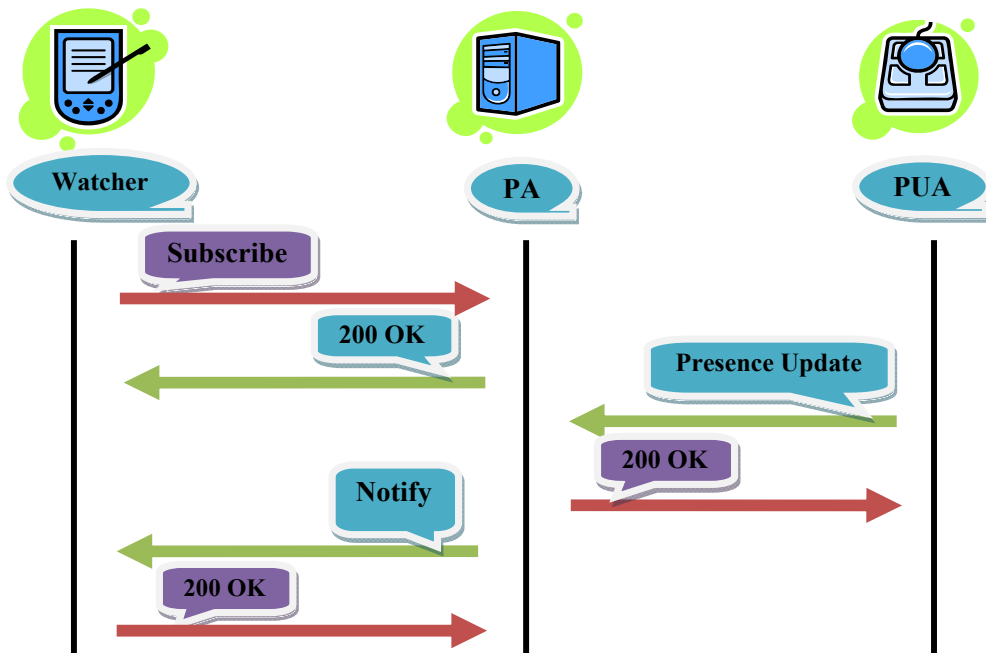 Watcher
PA
PUA
Subscribe
200 OK
Presence Update
200 OK
Notify
200 OK